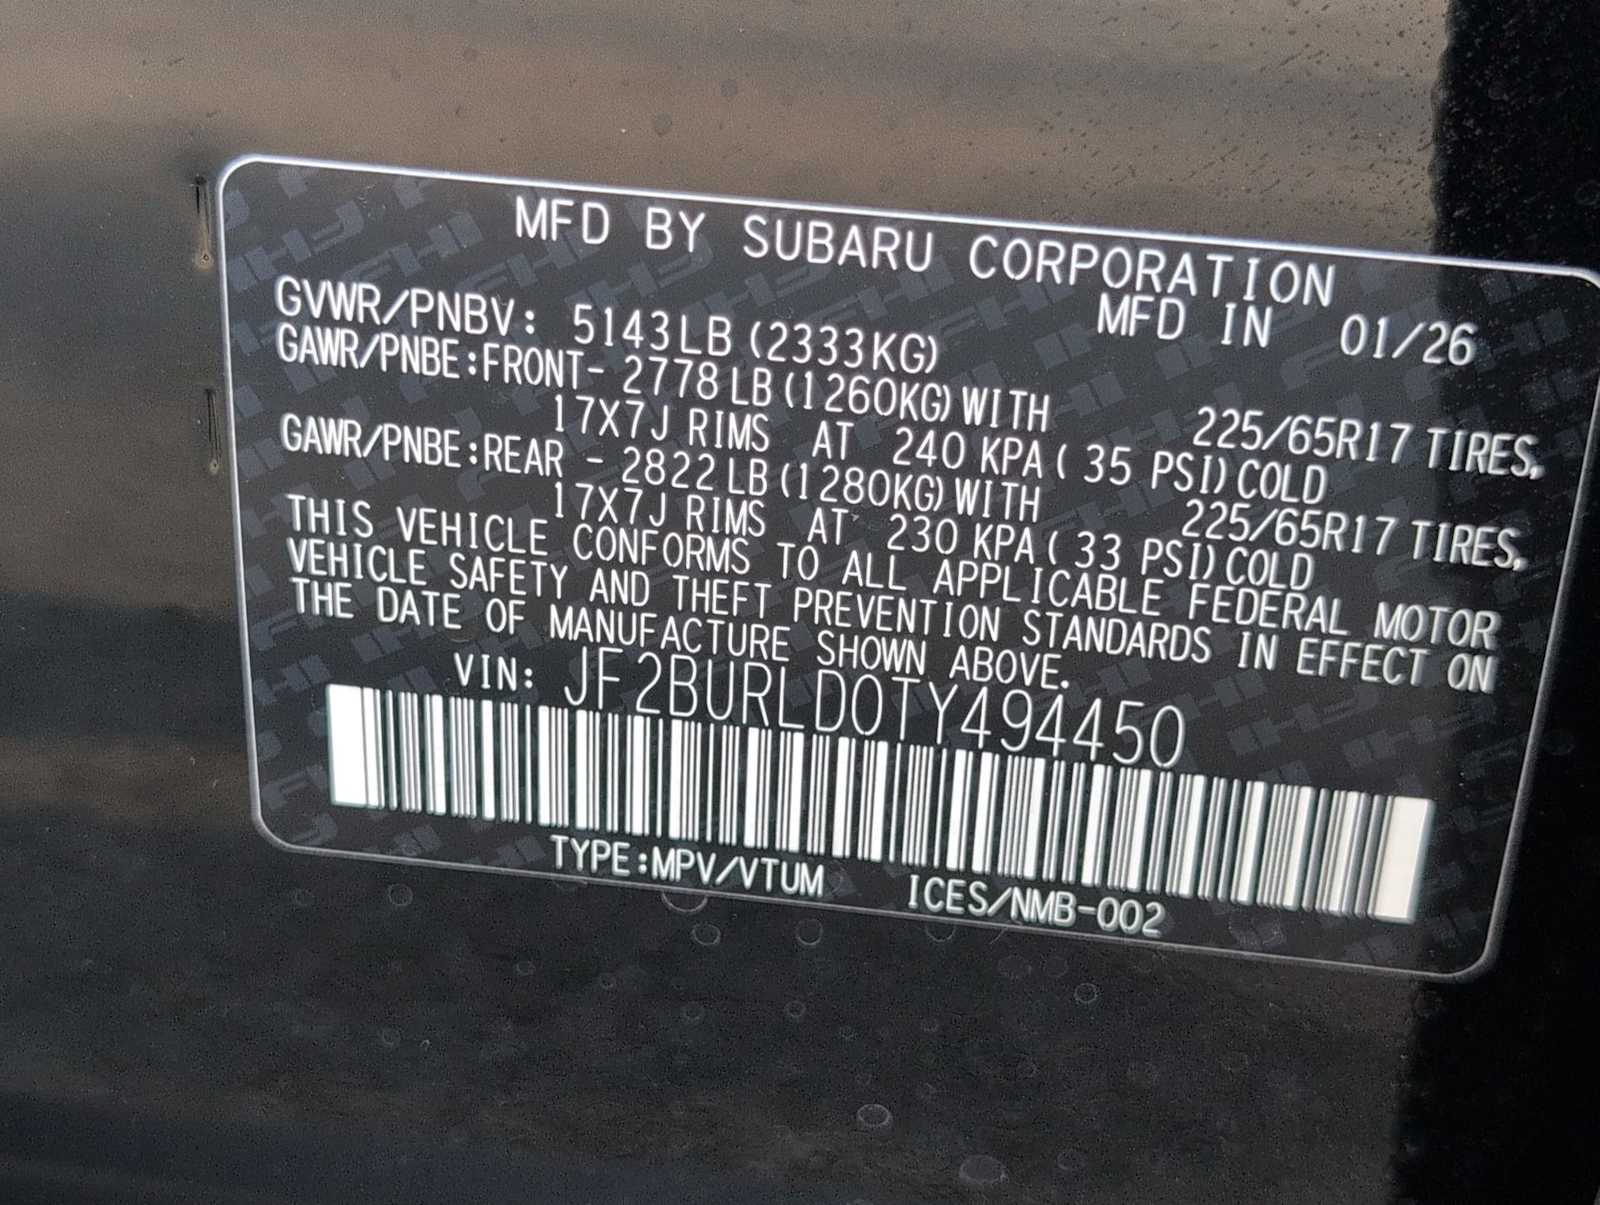 MFD BY SUBARU CORPORATION
GVWR/PNBV: 5143LB (2333KG) MFD IN 01/26
GAWR/PNBE:FRONT- 2778LB (1260KG) WITH 225/65R17 TIRES,
17X7J RIMS AT 240 KPA ( 35 PSI) COLD
GAWR/PNBE:REAR - 2822LB (1280KG) WITH 225/65R17 TIRES,
17X7J RIMS AT 230 KPA ( 33 PSI) COLD
THIS VEHICLE CONFORMS TO ALL APPLICABLE FEDERAL MOTOR
VEHICLE SAFETY AND THEFT PREVENTION STANDARDS IN EFFECT ON
THE DATE OF MANUFACTURE SHOWN ABOVE.
VIN: JF2BURLD0TY494450
TYPE:MPV/VTUM ICES/NMB-002